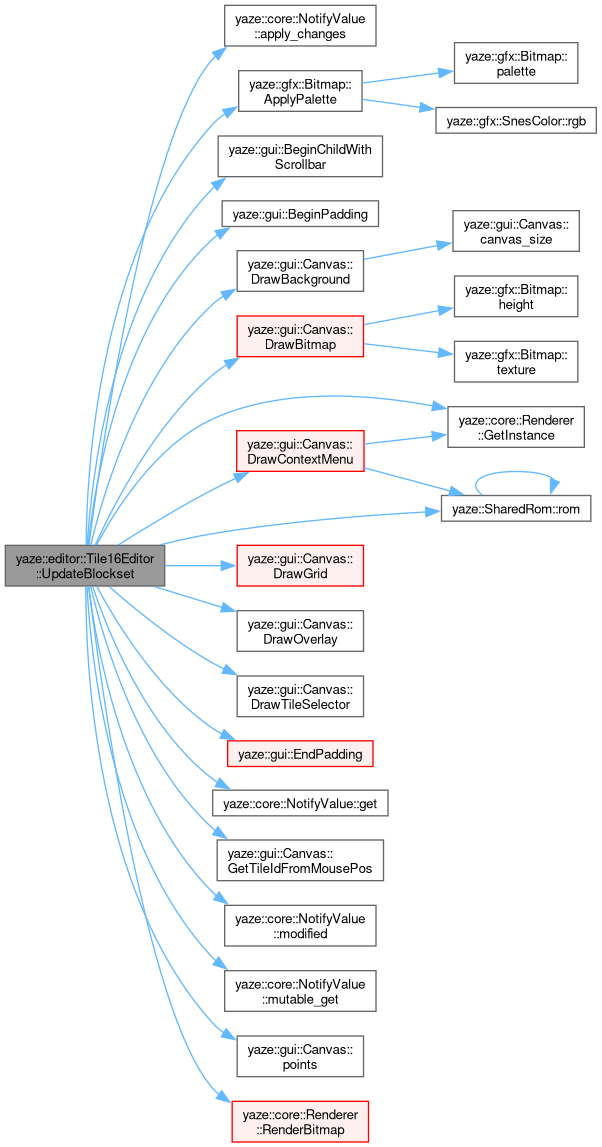 yaze::core::NotifyValue
::apply_changes
yaze::gfx::Bitmap::
ApplyPalette
yaze::gfx::Bitmap::
palette
yaze::gfx::SnesColor::rgb
yaze::gui::BeginChildWith
Scrollbar
yaze::gui::BeginPadding
yaze::gui::Canvas::
DrawBackground
yaze::gui::Canvas::
canvas_size
yaze::gui::Canvas::
DrawBitmap
yaze::gfx::Bitmap::
height
yaze::gfx::Bitmap::
texture
yaze::core::Renderer
::GetInstance
yaze::gui::Canvas::
DrawContextMenu
yaze::SharedRom::rom
yaze::editor::Tile16Editor
::UpdateBlockset
yaze::gui::Canvas::
DrawGrid
yaze::gui::Canvas::
DrawOverlay
yaze::gui::Canvas::
DrawTileSelector
yaze::gui::EndPadding
yaze::core::NotifyValue::get
yaze::gui::Canvas::
GetTileIdFromMousePos
yaze::core::NotifyValue
::modified
yaze::core::NotifyValue
::mutable_get
yaze::gui::Canvas::
points
yaze::core::Renderer
::RenderBitmap